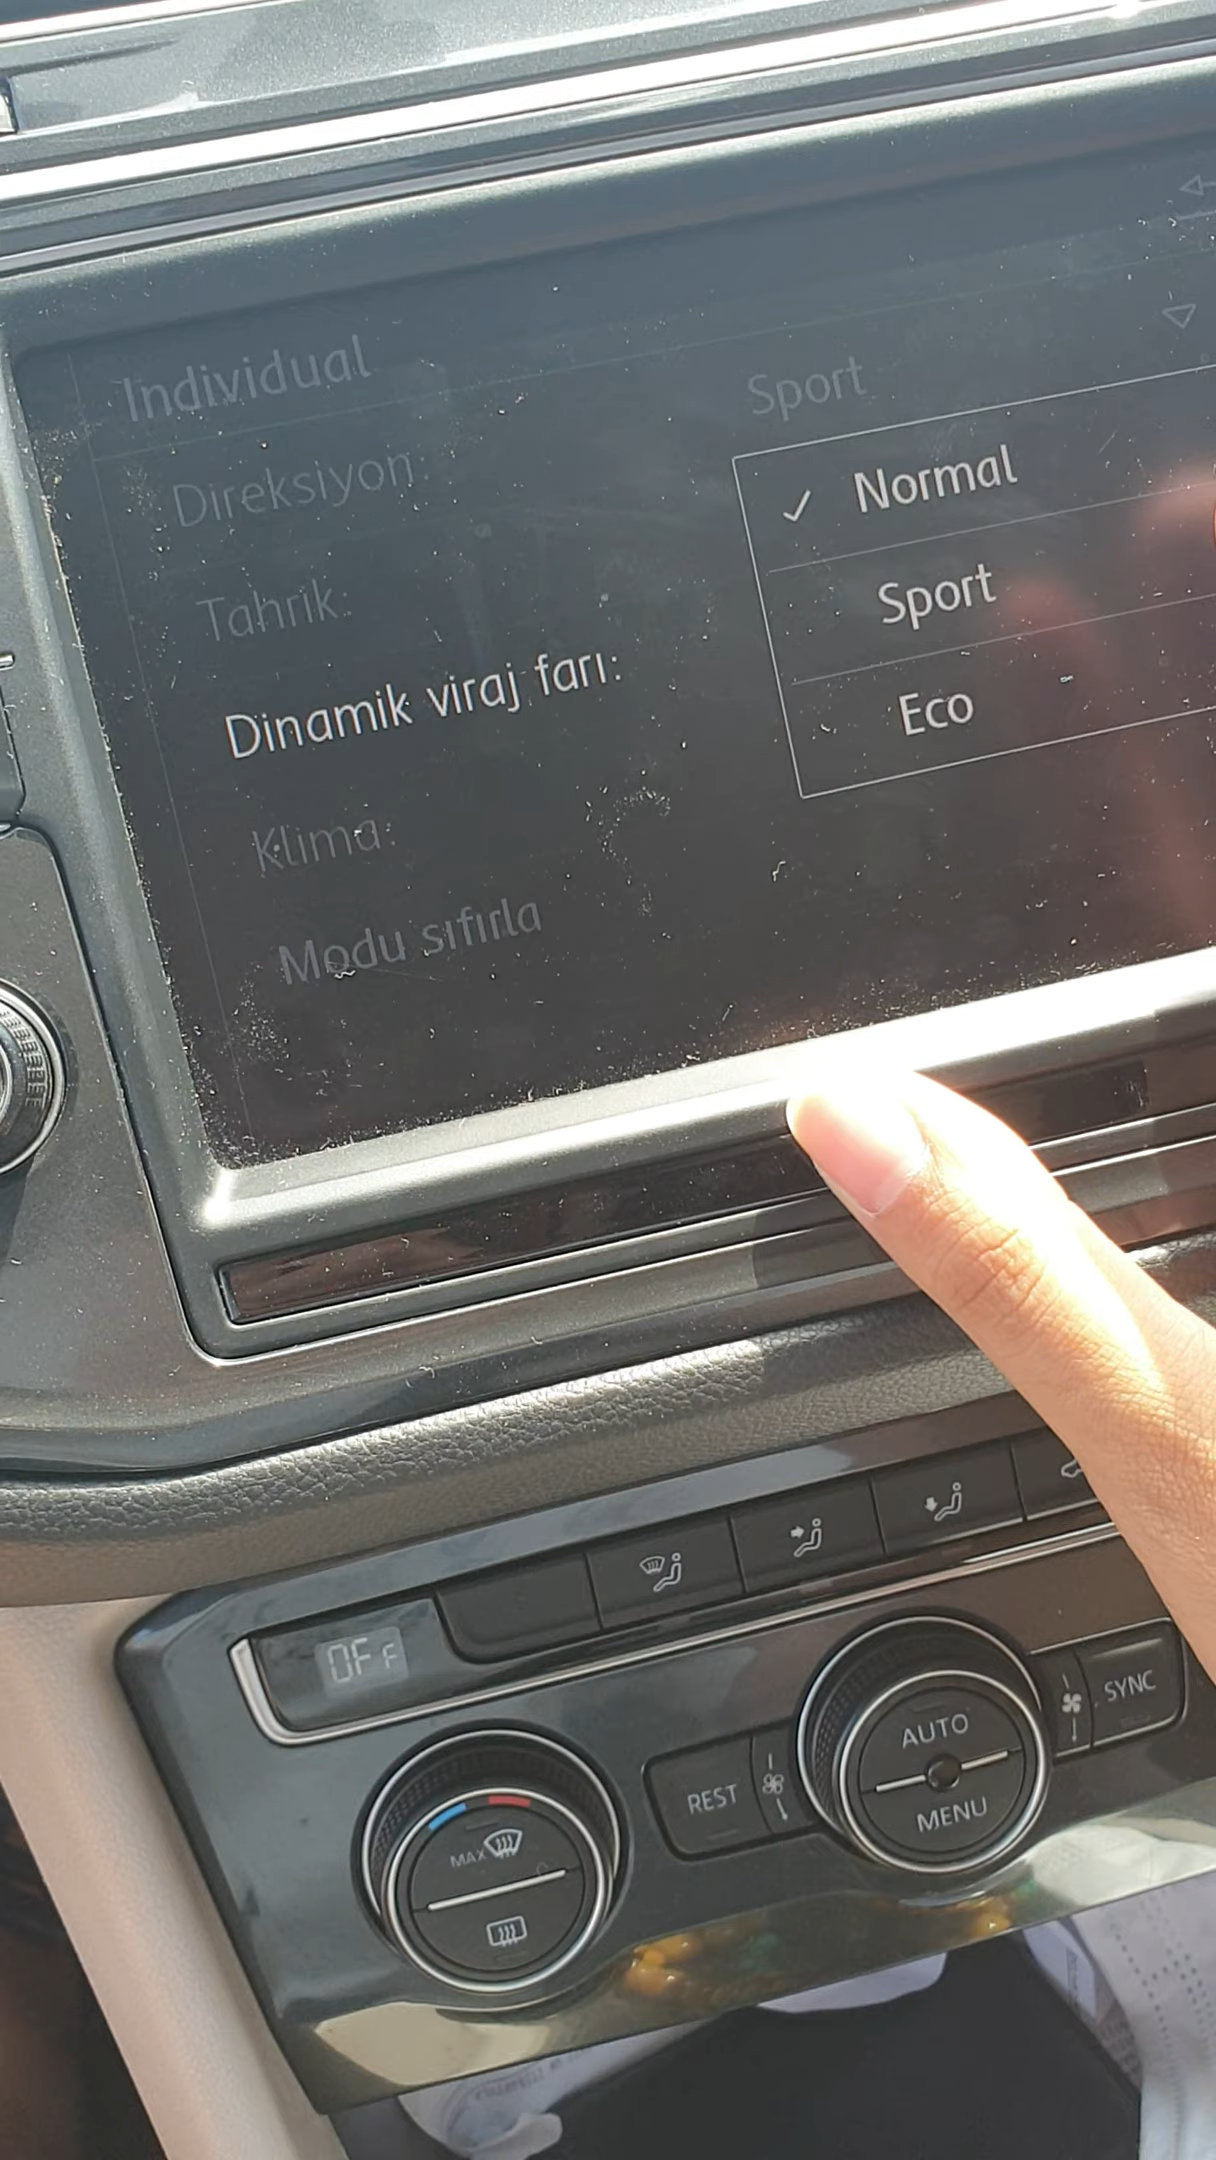 Individual
Direksiyon: Sport
Tahrik:
Normal
Dinamik viraj farı: Sport
Eco
Klima:
Modu sıfırla
OFF
AUTO
MENU
REST
SYNC
MAX